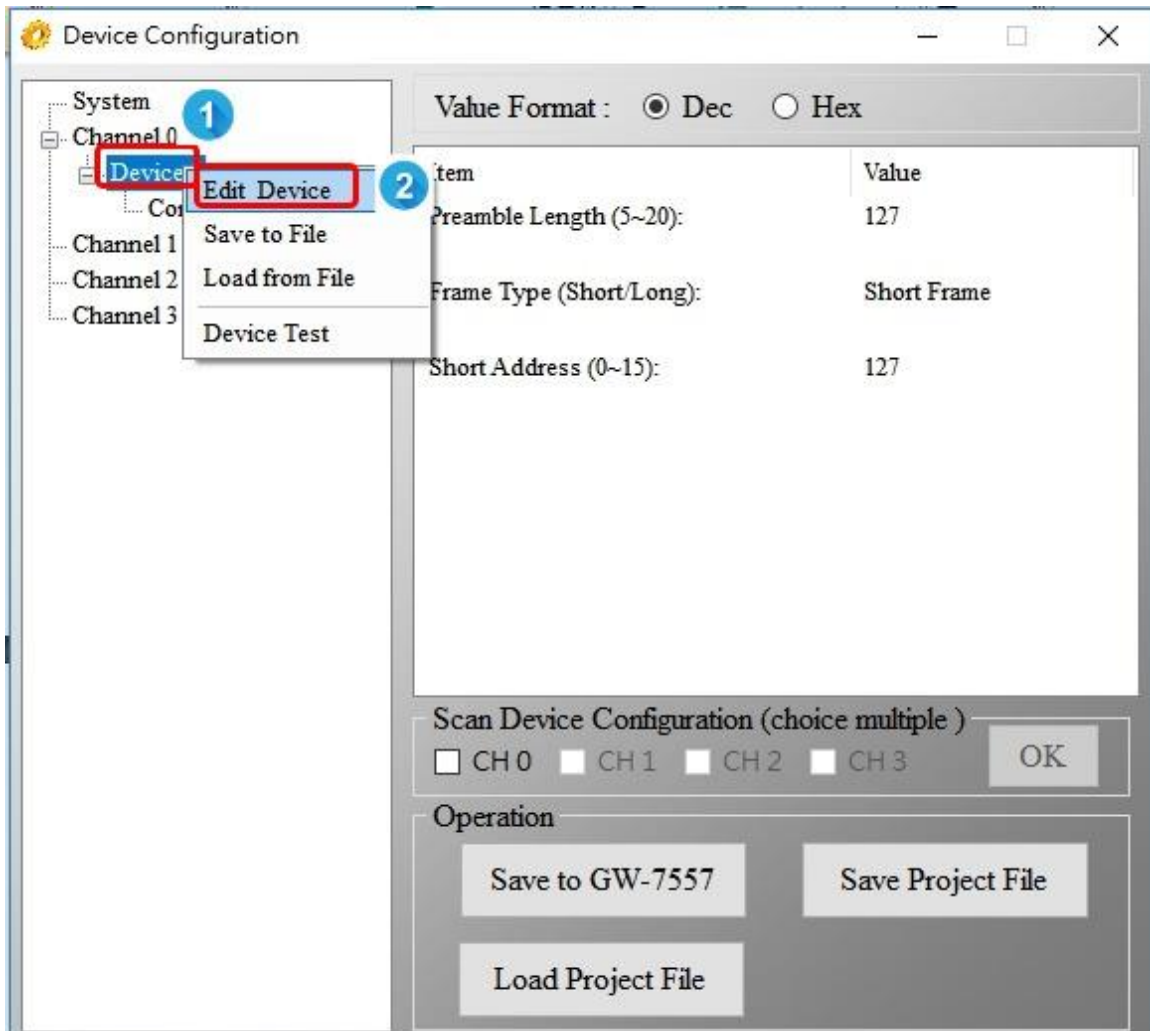 Device Configuration
System
1
Channel 0
Device
Channel 1
Channel 2
Channel 3
Edit Device
2
Save to File
Load from File
Device Test
Value Format : Dec Hex
Value
Preamble Length (5~20): 127
Frame Type (Short/Long): Short Frame
Short Address (0~15): 127
Scan Device Configuration (choice multiple )
CH 0 CH 1 CH 2 CH 3 OK
Operation
Save to GW-7557 Save Project File
Load Project File